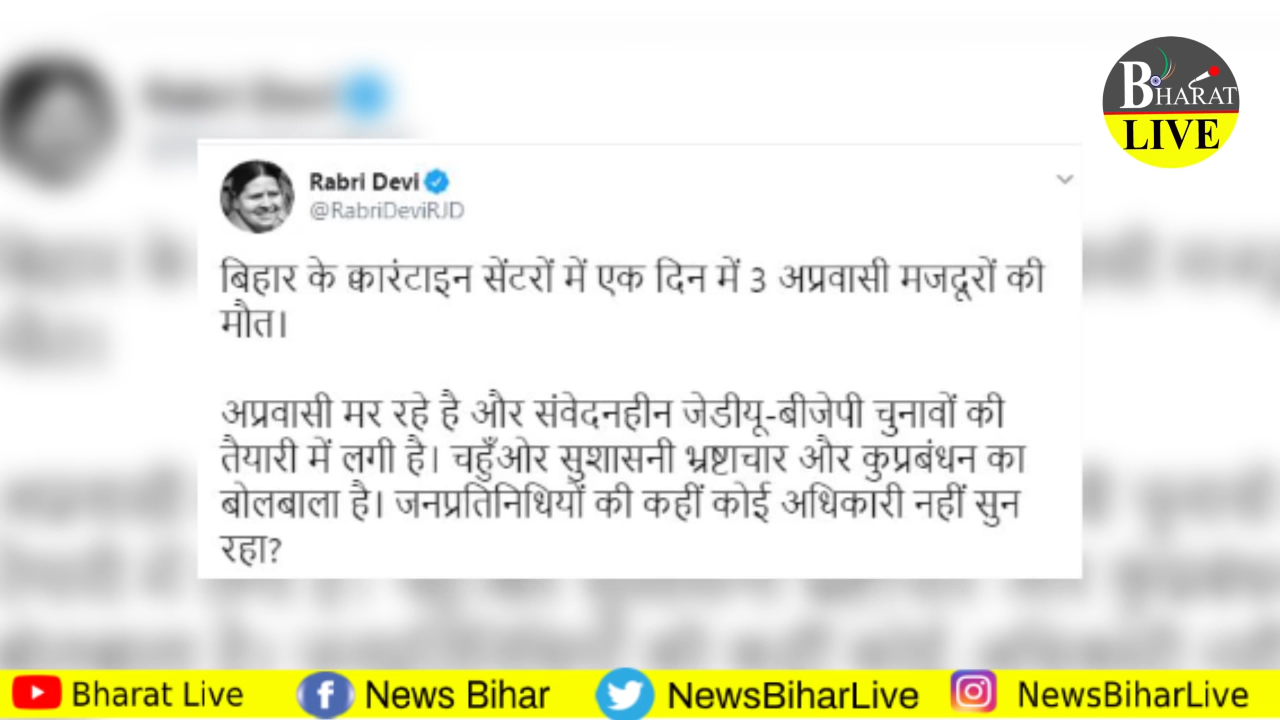 BHARAT
LIVE
Rabri Devi
@RabriDeviRJD
बिहार के क्वारंटाइन सेंटरों में एक दिन में 3 अप्रवासी मजदूरों की
मौत।
अप्रवासी मर रहे है और संवेदनहीन जेडीयू-बीजेपी चुनावों की
तैयारी में लगी है। चहुँओर सुशासनी भ्रष्टाचार और कुप्रबंधन का
बोलबाला है। जनप्रतिनिधियों की कहीं कोई अधिकारी नहीं सुन
रहा?
Bharat Live News Bihar NewsBiharLive NewsBiharLive